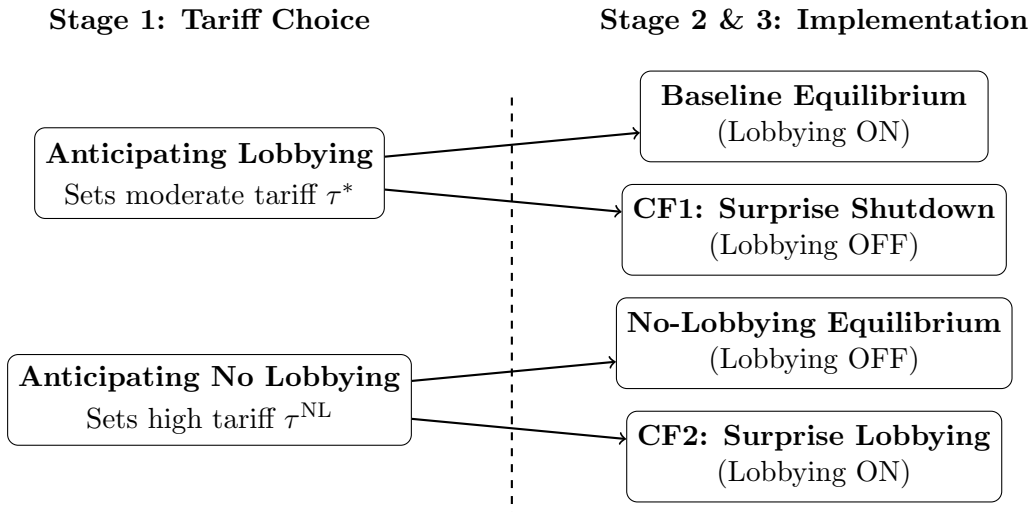 Stage 1: Tariff Choice
Stage 2 & 3: Implementation
Anticipating Lobbying
Sets moderate tariff τ*
Baseline Equilibrium
(Lobbying ON)
CF1: Surprise Shutdown
(Lobbying OFF)
Anticipating No Lobbying
Sets high tariff τ^NL
No-Lobbying Equilibrium
(Lobbying OFF)
CF2: Surprise Lobbying
(Lobbying ON)